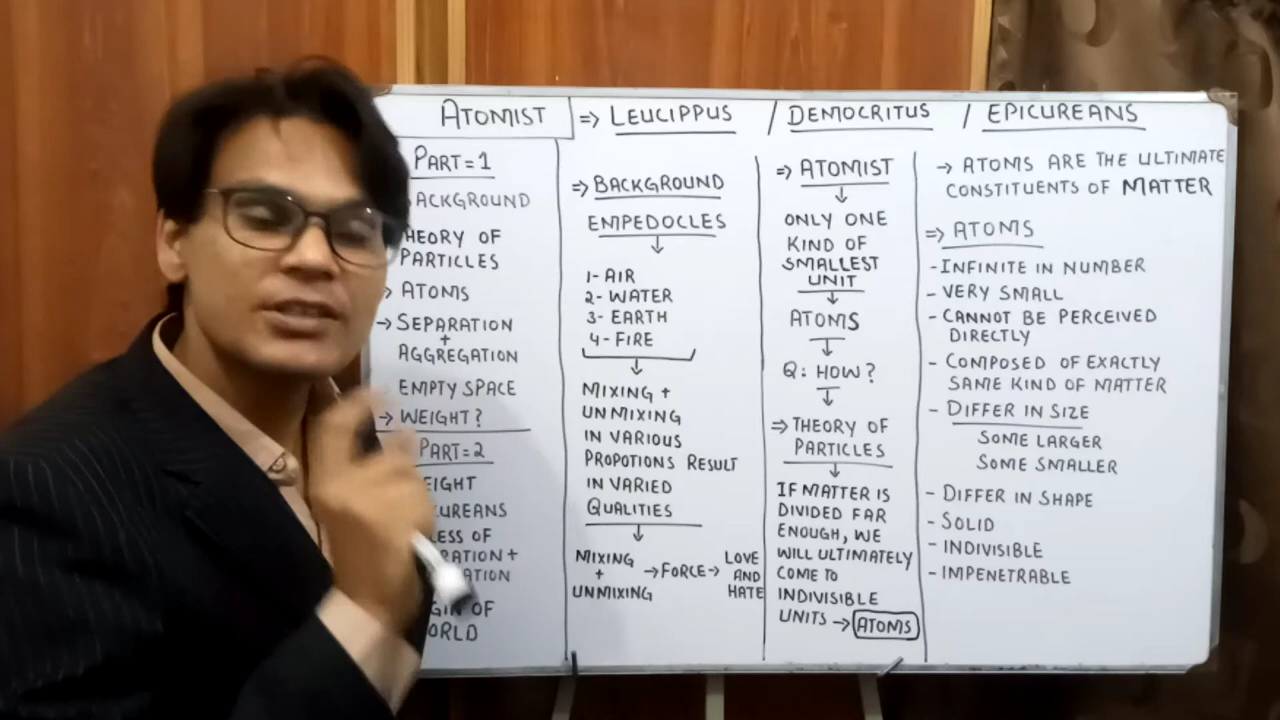 ATOMIST => LEUCIPPUS / DEMOCRITUS / EPICUREANS
PART=1
ACKGROUND
HEORY OF
PARTICLES
→ ATOMS
→ SEPARATION
+
AGGREGATION
EMPTY SPACE
→ WEIGHT?
PART=2
EIGHT
CUREANS
ESS OF
RATION+
ATION
GIN OF
ORLD
=> BACKGROUND
EMPEDOCLES
↓
1- AIR
2- WATER
3- EARTH
4- FIRE
↓
MIXING +
UNMIXING
IN VARIOUS
PROPOTIONS RESULT
IN VARIED
QUALITIES
↓
MIXING
+
UNMIXING
→ FORCE →
LOVE
AND
HATE
=> ATOMIST
↓
ONLY ONE
KIND OF
SMALLEST
UNIT
↓
ATOMS
↓
Q: HOW?
↓
=> THEORY OF
PARTICLES
↓
IF MATTER IS
DIVIDED FAR
ENOUGH, WE
WILL ULTIMATELY
COME TO
INDIVISIBLE
UNITS → ATOMS
→ ATOMS ARE THE ULTIMATE
CONSTITUENTS OF MATTER
=> ATOMS
- INFINITE IN NUMBER
- VERY SMALL
- CANNOT BE PERCEIVED
DIRECTLY
- COMPOSED OF EXACTLY
SAME KIND OF MATTER
- DIFFER IN SIZE
SOME LARGER
SOME SMALLER
- DIFFER IN SHAPE
- SOLID
- INDIVISIBLE
- IMPENETRABLE